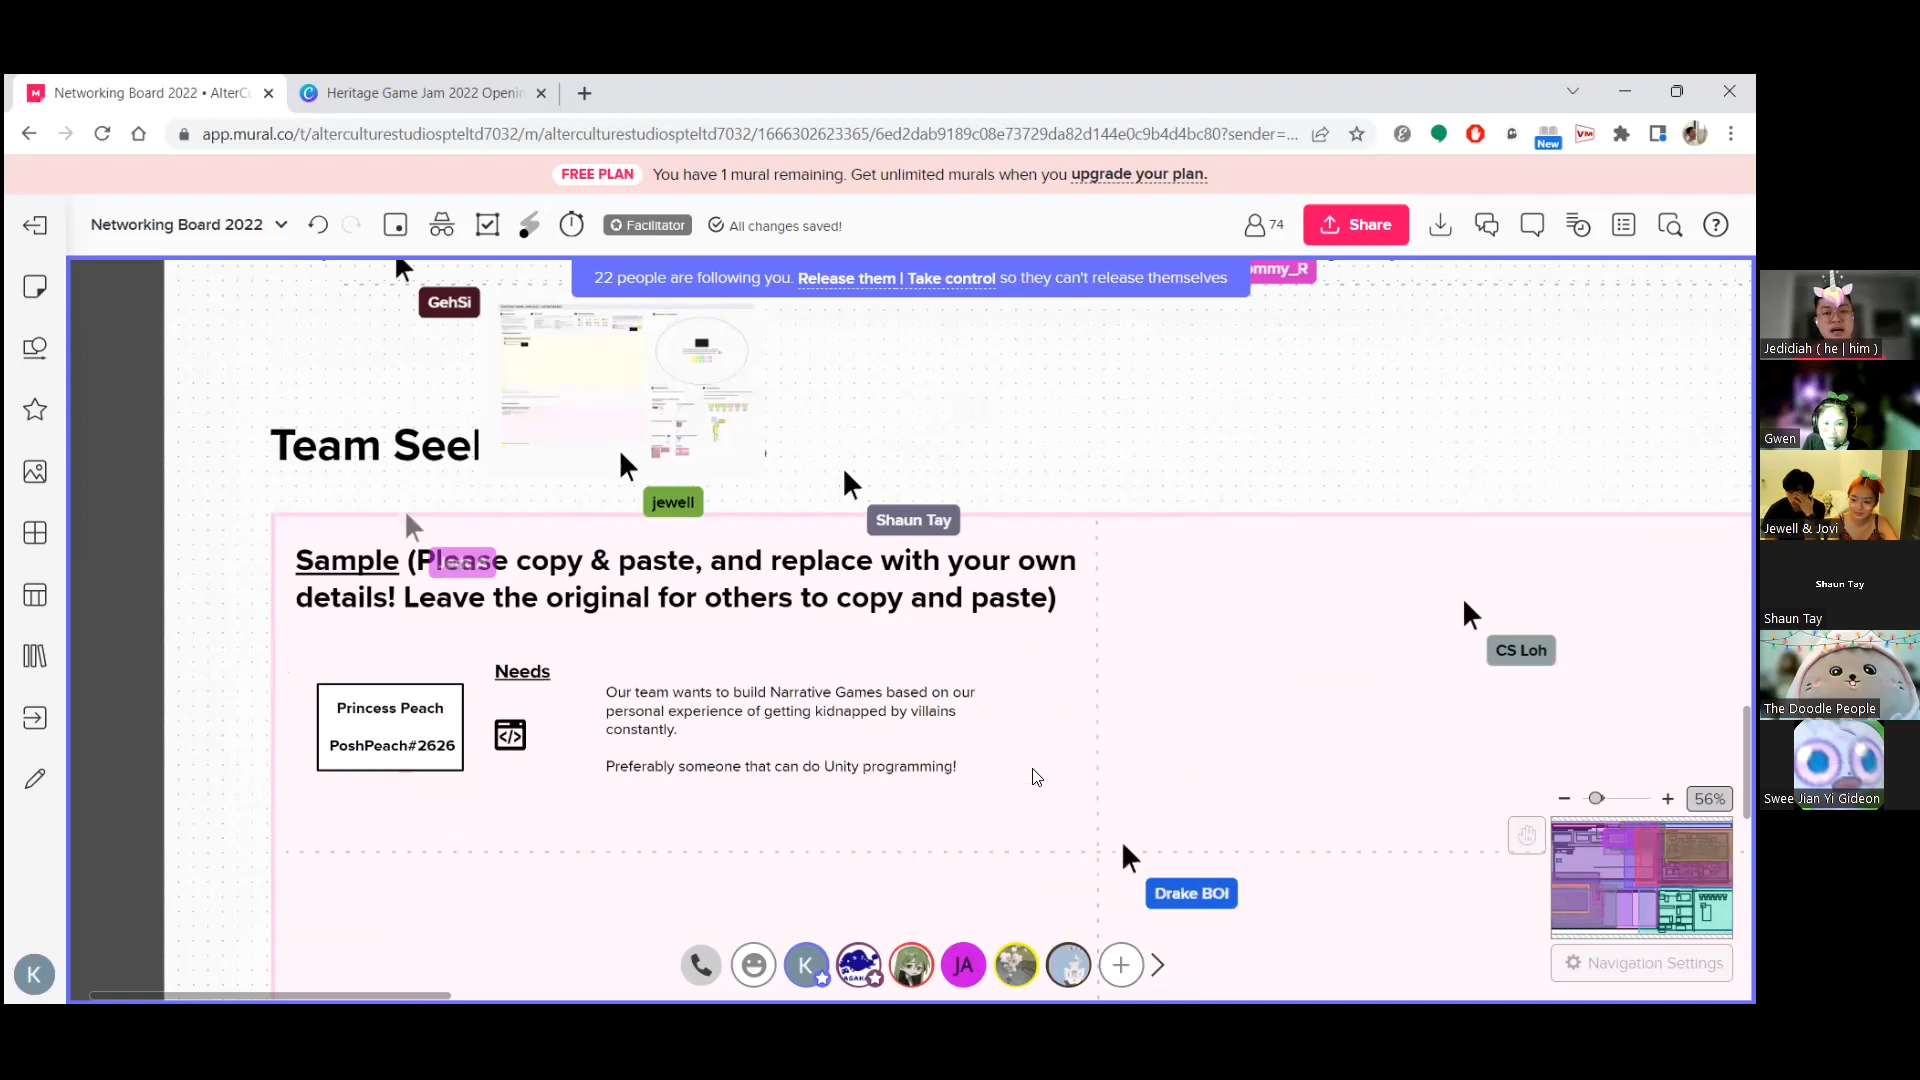 Networking Board 2022 • AlterCu
Heritage Game Jam 2022 Openin
app.mural.co/t/alterculturestudiospteltd7032/m/alterculturestudiospteltd7032/1666302623365/6ed2dab9189c08e73729da82d144e0c9b4d4bc80?sender=...
New
VM
FREE PLAN You have 1 mural remaining. Get unlimited murals when you upgrade your plan.
Networking Board 2022
Facilitator
All changes saved!
74
Share
22 people are following you. Release them | Take control so they can't release themselves
ommy_R
GehSi
Team Seel
jewell
Shaun Tay
Sample (Please copy & paste, and replace with your own
details! Leave the original for others to copy and paste)
CS Loh
Needs
Princess Peach
PoshPeach#2626
Our team wants to build Narrative Games based on our
personal experience of getting kidnapped by villains
constantly.
Preferably someone that can do Unity programming!
56%
Drake BOI
K
K
JA
Navigation Settings
Jedidiah ( he | him )
Gwen
Jewell & Jovi
Shaun Tay
Shaun Tay
The Doodle People
Swee Jian Yi Gideon